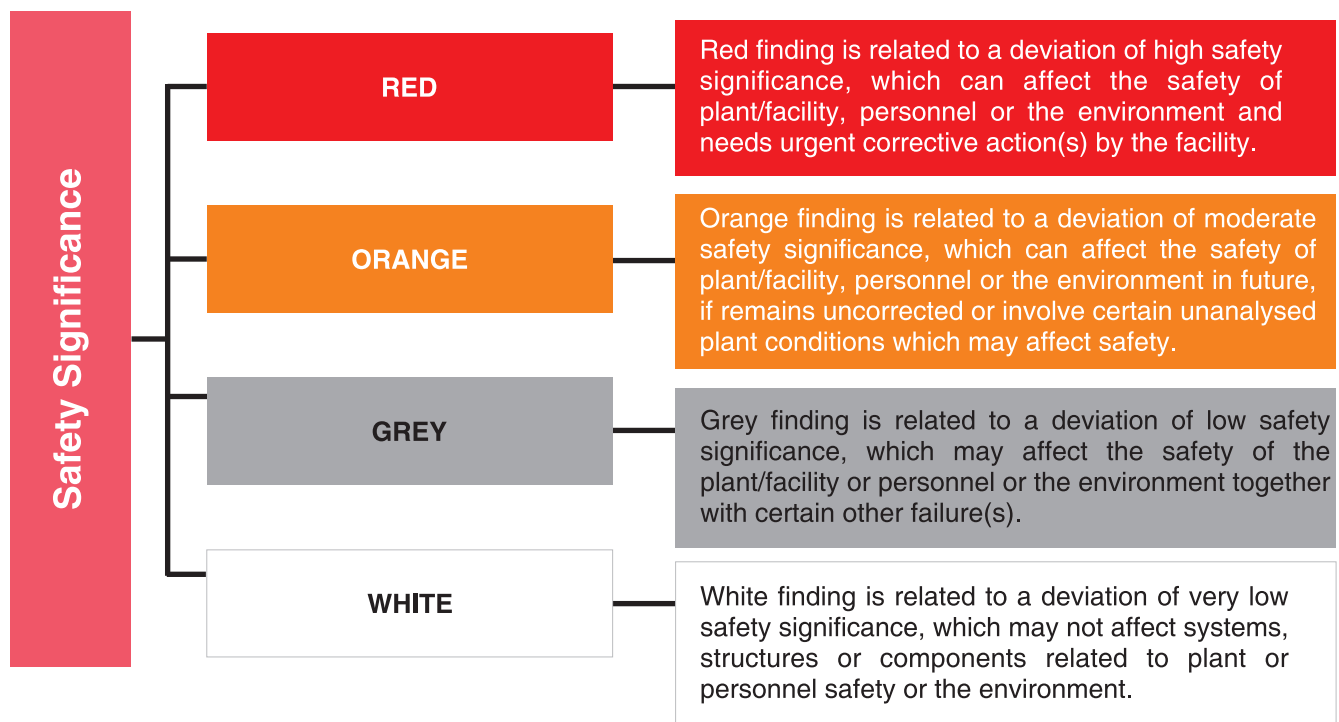 Safety Significance
RED
Red finding is related to a deviation of high safety
significance, which can affect the safety of
plant/facility, personnel or the environment and
needs urgent corrective action(s) by the facility.
ORANGE
Orange finding is related to a deviation of moderate
safety significance, which can affect the safety of
plant/facility, personnel or the environment in future,
if remains uncorrected or involve certain unanalysed
plant conditions which may affect safety.
GREY
Grey finding is related to a deviation of low safety
significance, which may affect the safety of the
plant/facility or personnel or the environment together
with certain other failure(s).
WHITE
White finding is related to a deviation of very low
safety significance, which may not affect systems,
structures or components related to plant or
personnel safety or the environment.